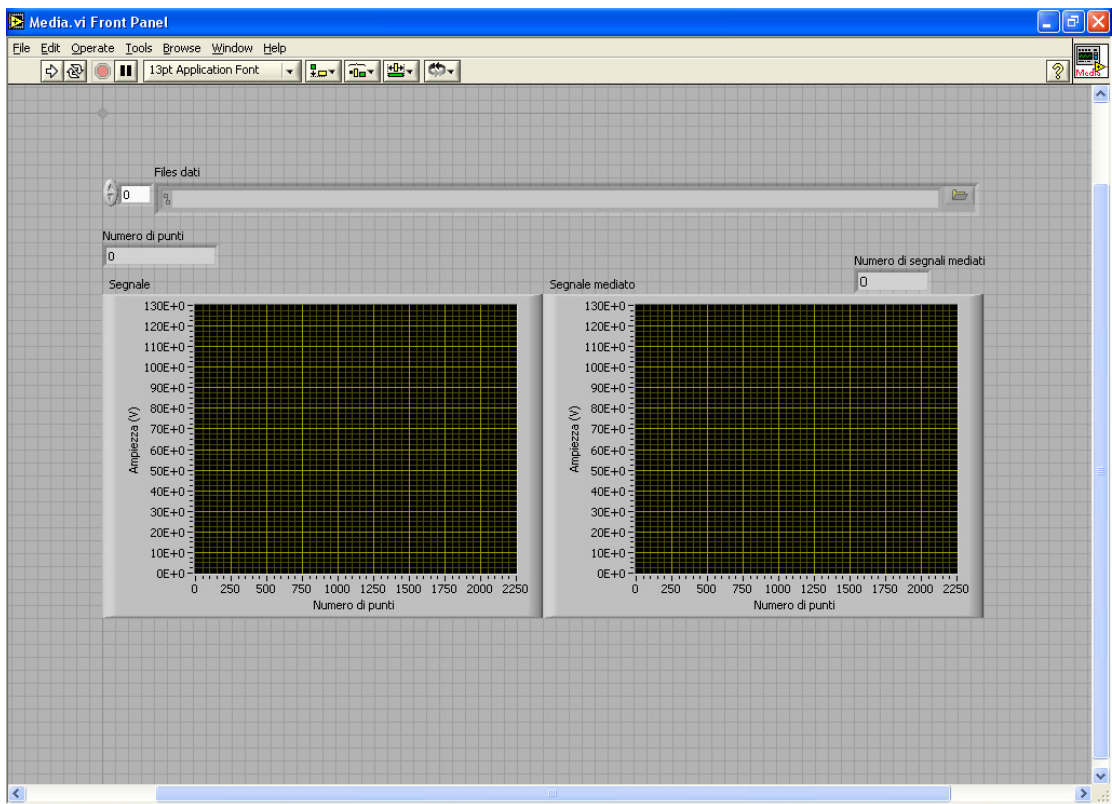 Media.vi Front Panel
File Edit Operate Tools Browse Window Help
13pt Application Font
?
Media
Files dati
0
Numero di punti
0
Numero di segnali mediati
0
Segnale
130E+0
120E+0
110E+0
100E+0
90E+0
80E+0
70E+0
60E+0
50E+0
40E+0
30E+0
20E+0
10E+0
0E+0
Ampiezza (V)
0 250 500 750 1000 1250 1500 1750 2000 2250
Numero di punti
Segnale mediato
130E+0
120E+0
110E+0
100E+0
90E+0
80E+0
70E+0
60E+0
50E+0
40E+0
30E+0
20E+0
10E+0
0E+0
Ampiezza (V)
0 250 500 750 1000 1250 1500 1750 2000 2250
Numero di punti